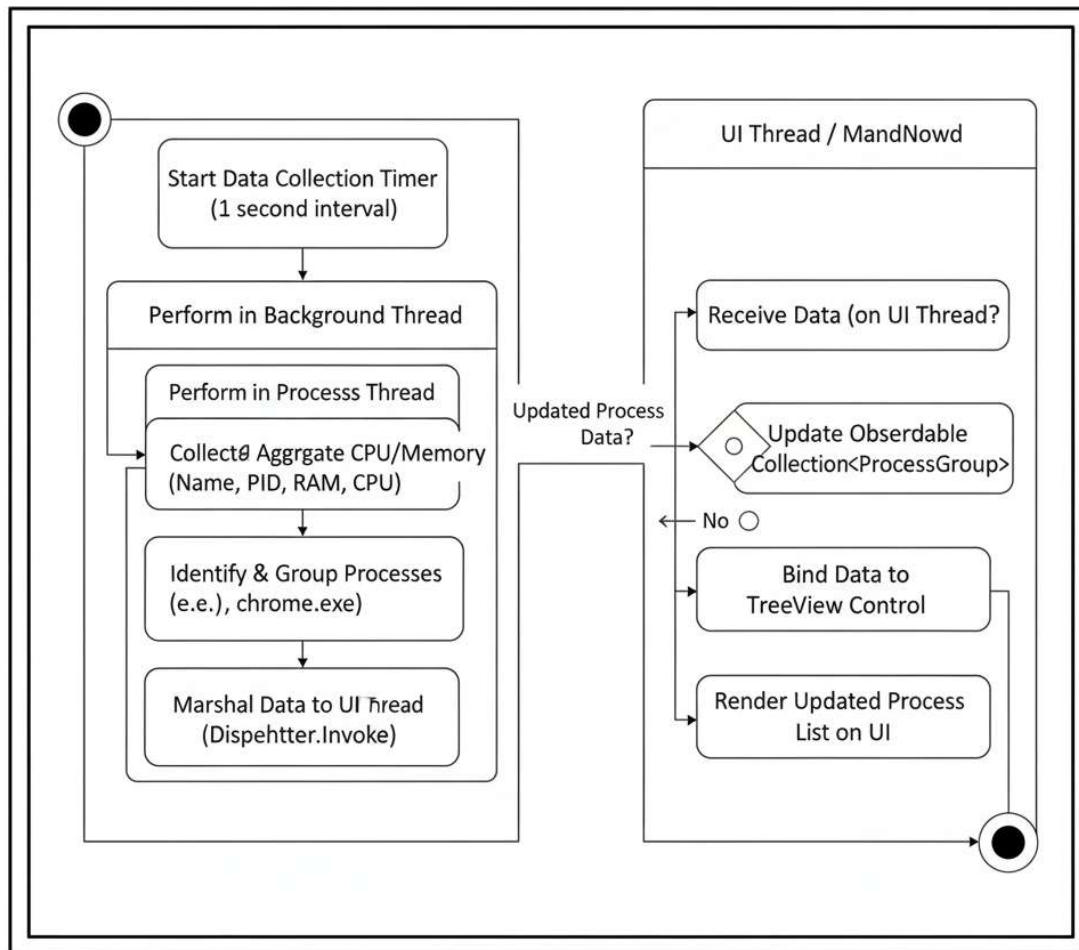 Start Data Collection Timer
(1 second interval)
Perform in Background Thread
Perform in Processs Thread
Aggrgate CPU/Memory
(Name, PID, RAM, CPU)
Identify & Group Processes
(e.e.), chrome.exe)
Marshal Data to UI Thread
(Dispehtter.Invoke)
Updated Process
Data?
UI Thread / MandNowd
Receive Data (on UI Thread?
Update Obserdable
Collection<ProcessGroup>
No
Bind Data to
TreeView Control
Render Updated Process
List on UI